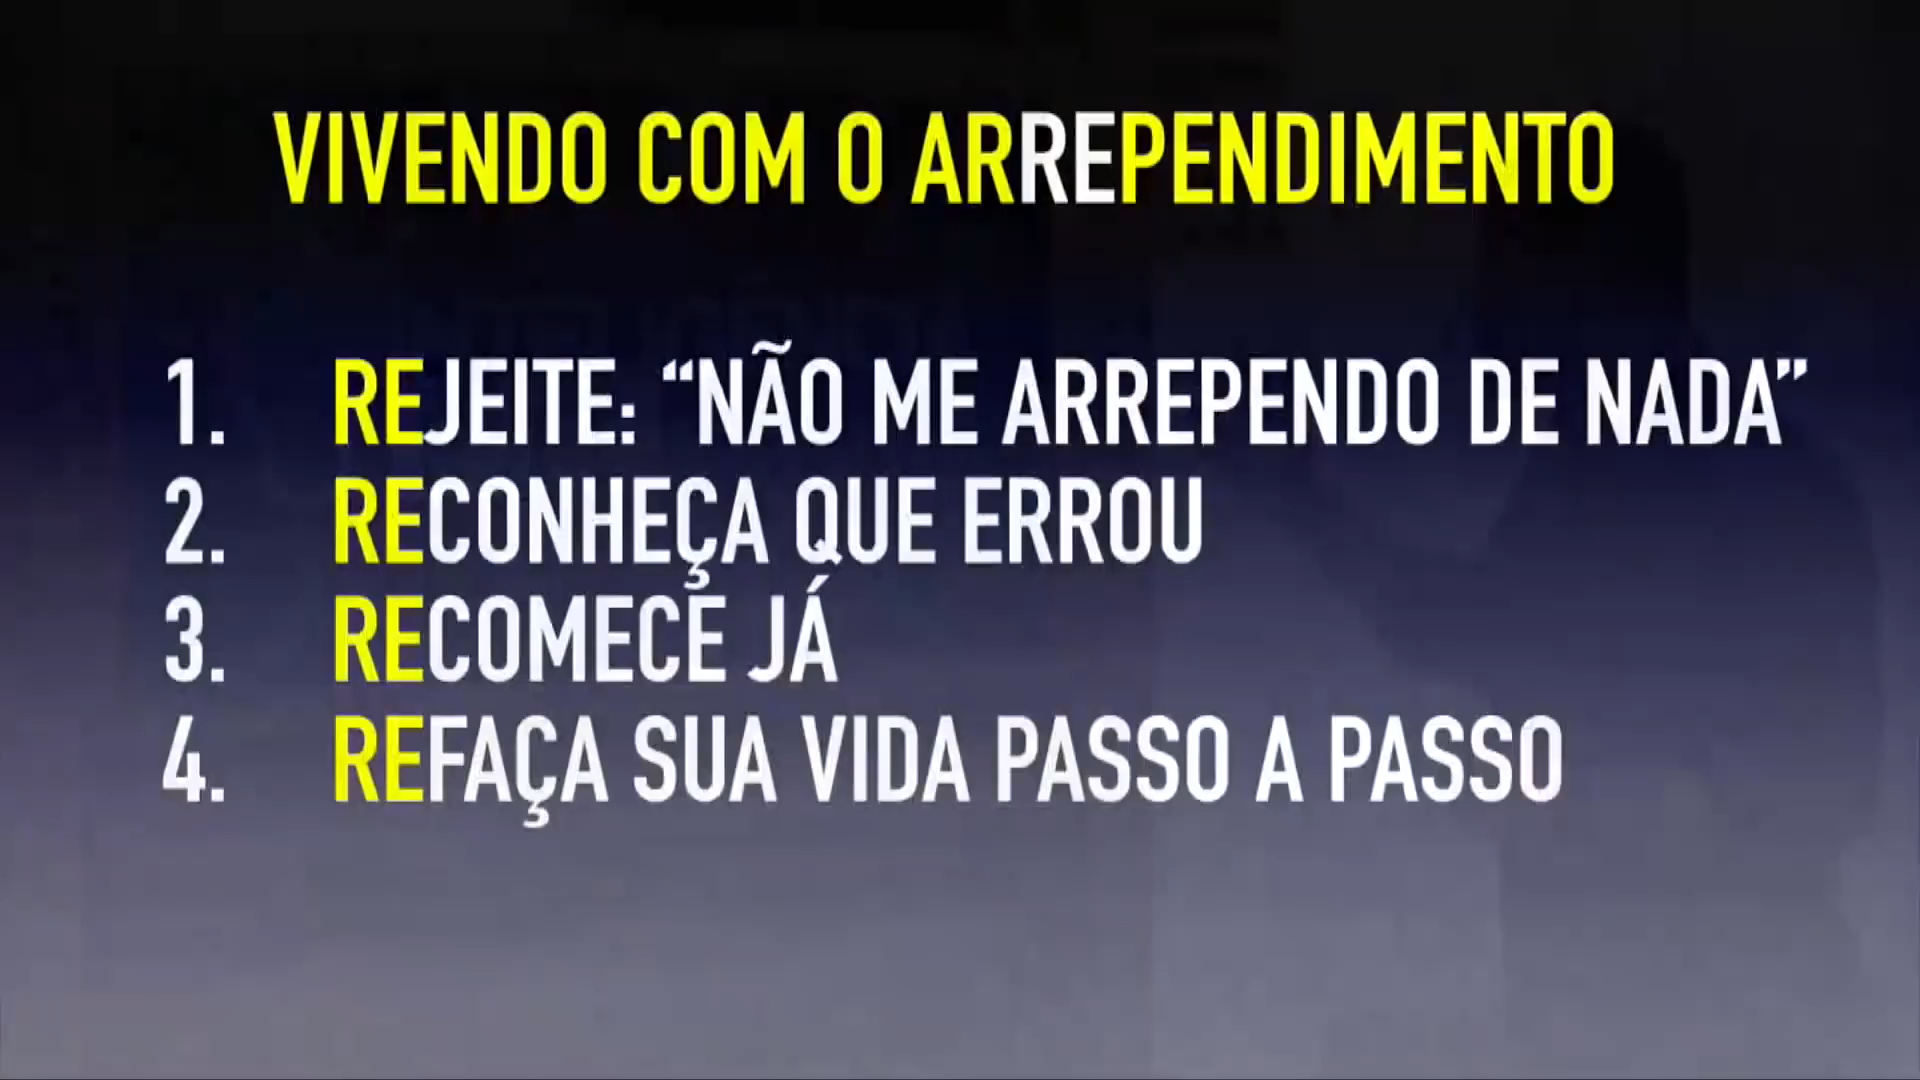 VIVENDO COM O ARREPENDIMENTO
1. REJEITE: “NÃO ME ARREPENDO DE NADA”
2. RECONHEÇA QUE ERROU
3. RECOMECE JÁ
4. REFAÇA SUA VIDA PASSO A PASSO